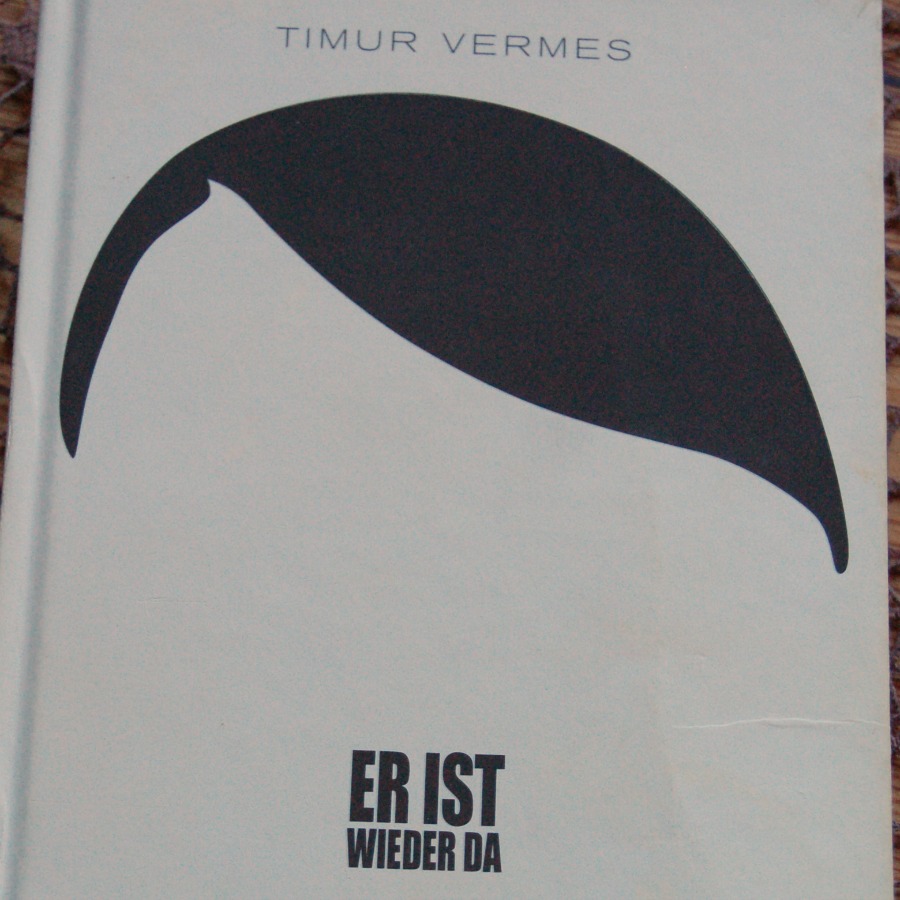 TIMUR VERMES
ER IST
WIEDER DA